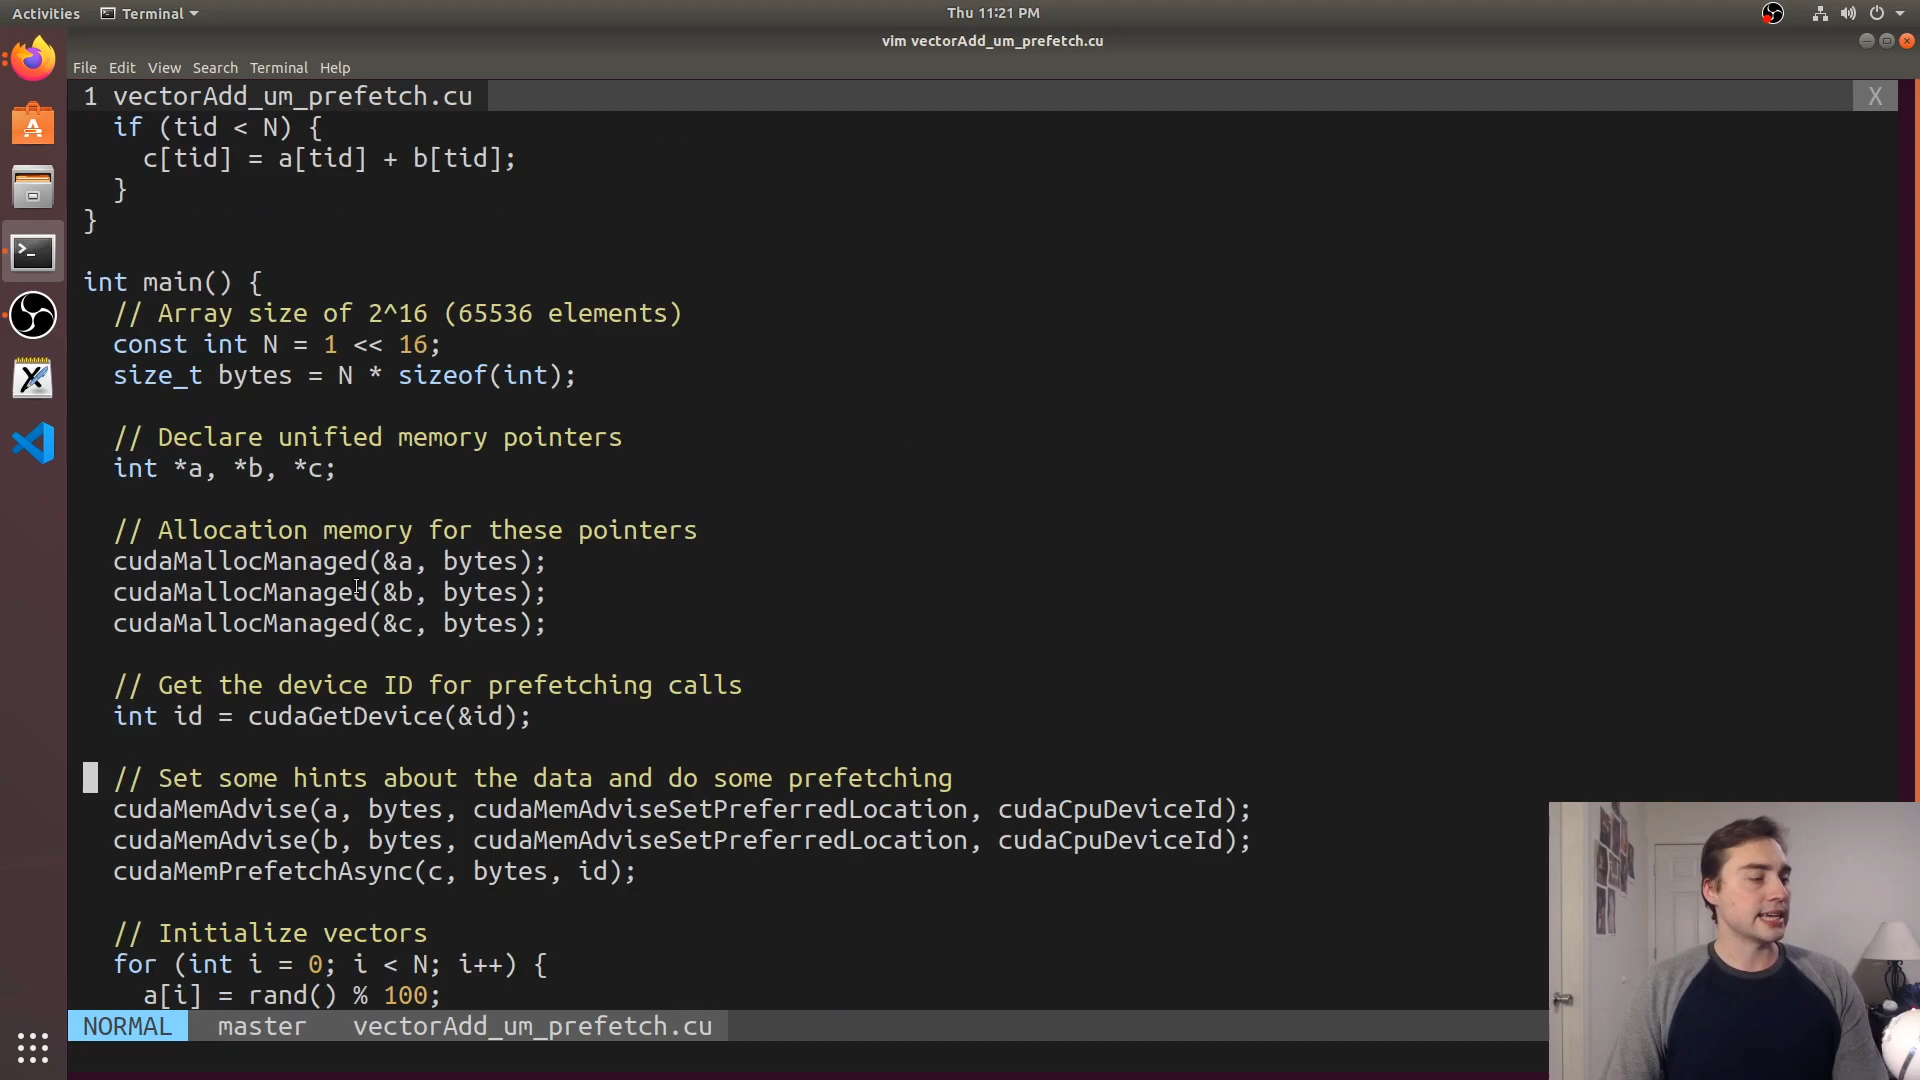 Activities
Terminal
Thu 11:21 PM
vim vectorAdd_um_prefetch.cu
File Edit View Search Terminal Help
1 vectorAdd_um_prefetch.cu X
if (tid < N) {
c[tid] = a[tid] + b[tid];
}
}
int main() {
// Array size of 2^16 (65536 elements)
const int N = 1 << 16;
size_t bytes = N * sizeof(int);
// Declare unified memory pointers
int *a, *b, *c;
// Allocation memory for these pointers
cudaMallocManaged(&a, bytes);
cudaMallocManaged(&b, bytes);
cudaMallocManaged(&c, bytes);
// Get the device ID for prefetching calls
int id = cudaGetDevice(&id);
// Set some hints about the data and do some prefetching
cudaMemAdvise(a, bytes, cudaMemAdviseSetPreferredLocation, cudaCpuDeviceId);
cudaMemAdvise(b, bytes, cudaMemAdviseSetPreferredLocation, cudaCpuDeviceId);
cudaMemPrefetchAsync(c, bytes, id);
// Initialize vectors
for (int i = 0; i < N; i++) {
a[i] = rand() % 100;
NORMAL master vectorAdd_um_prefetch.cu